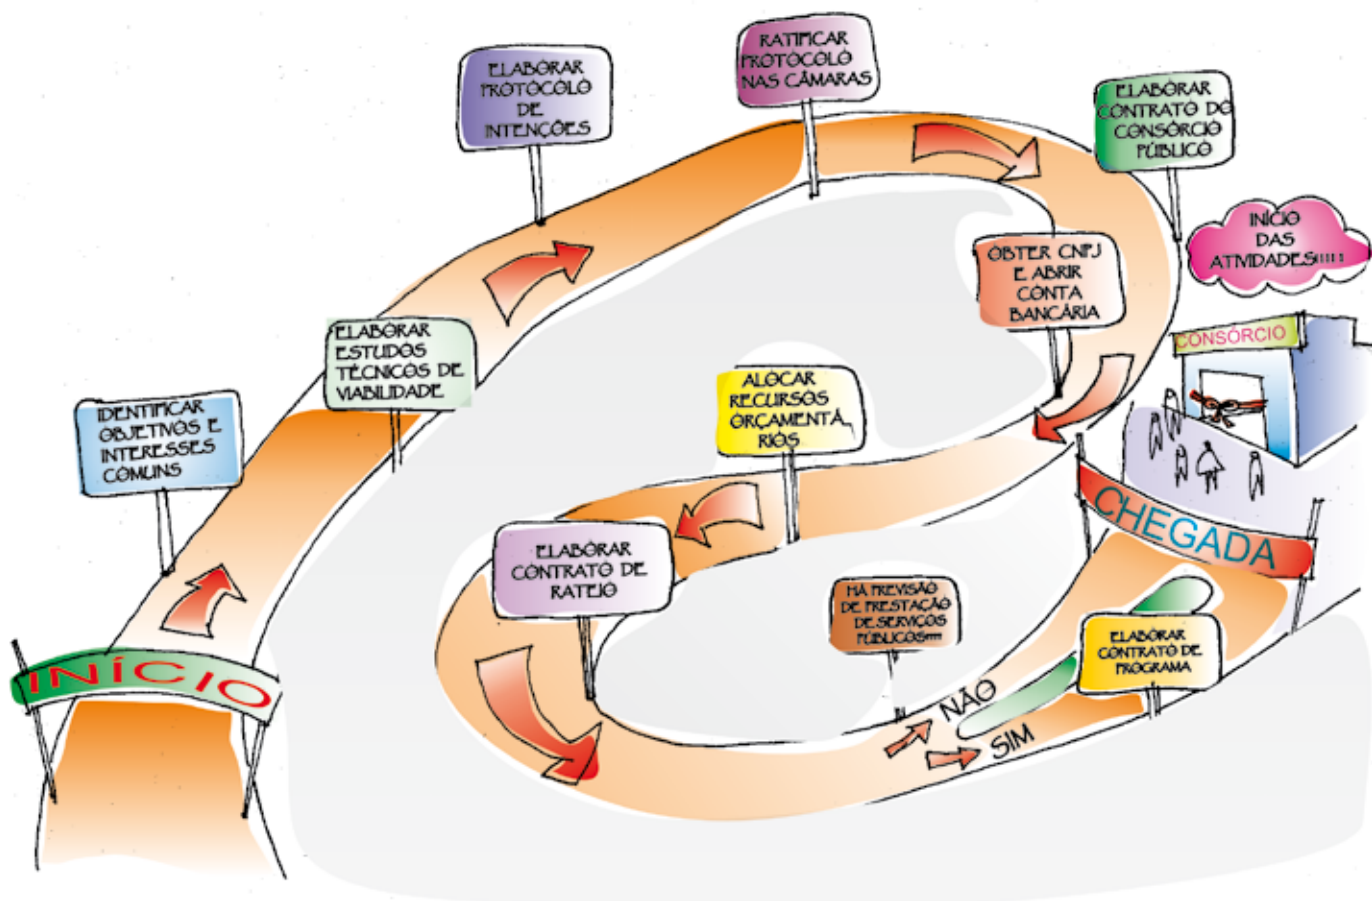 INÍCIO
IDENTIFICAR
OBJETIVOS E
INTERESSES
COMUNS
ELABORAR
ESTUDOS
TÉCNICOS DE
VIABILIDADE
ELABORAR
PROTOCOLO
DE
INTENÇÕES
RATIFICAR
PROTOCOLO
NAS CÂMARAS
ELABORAR
CONTRATO DO
CONSÓRCIO
PÚBLICO
OBTER CNPJ
E ABRIR
CONTA
BANCÁRIA
ALOCAR
RECURSOS
ORÇAMENTÁ
RIOS
ELABORAR
CONTRATO DE
RATEIO
HÁ PREVISÃO
DE PRESTAÇÃO
DE SERVIÇOS
PÚBLICOS?????
NÃO
SIM
ELABORAR
CONTRATO DE
PROGRAMA
CHEGADA
CONSÓRCIO
INÍCIO
DAS
ATIVIDADES!!!!!